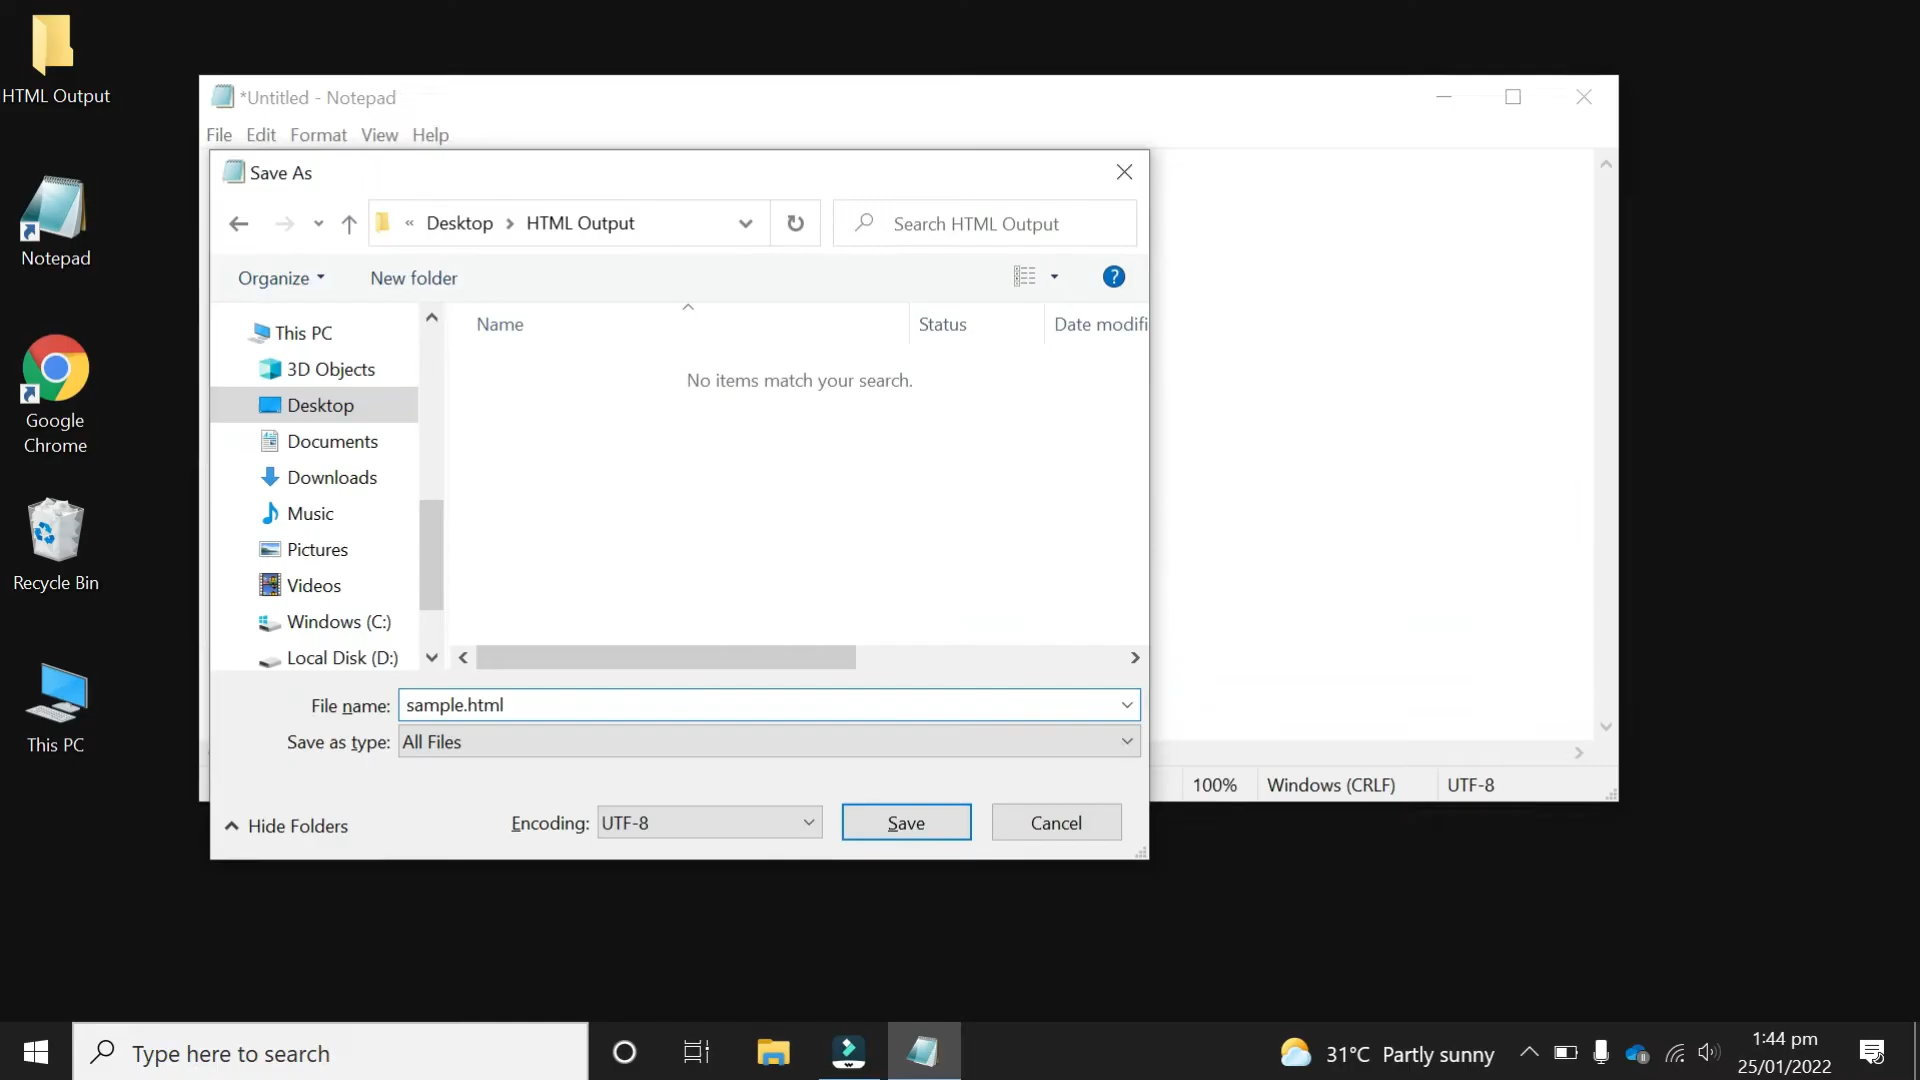 HTML Output
Notepad
Google
Chrome
Recycle Bin
This PC
*Untitled - Notepad
File Edit Format View Help
Save As
« Desktop › HTML Output
Search HTML Output
Organize New folder
?
This PC
3D Objects
Desktop
Documents
Downloads
Music
Pictures
Videos
Windows (C:)
Local Disk (D:)
Name Status Date modifi
No items match your search.
File name: sample.html
Save as type: All Files
Hide Folders
Encoding: UTF-8 Save Cancel
100% Windows (CRLF) UTF-8
Type here to search
31°C Partly sunny
1:44 pm
25/01/2022